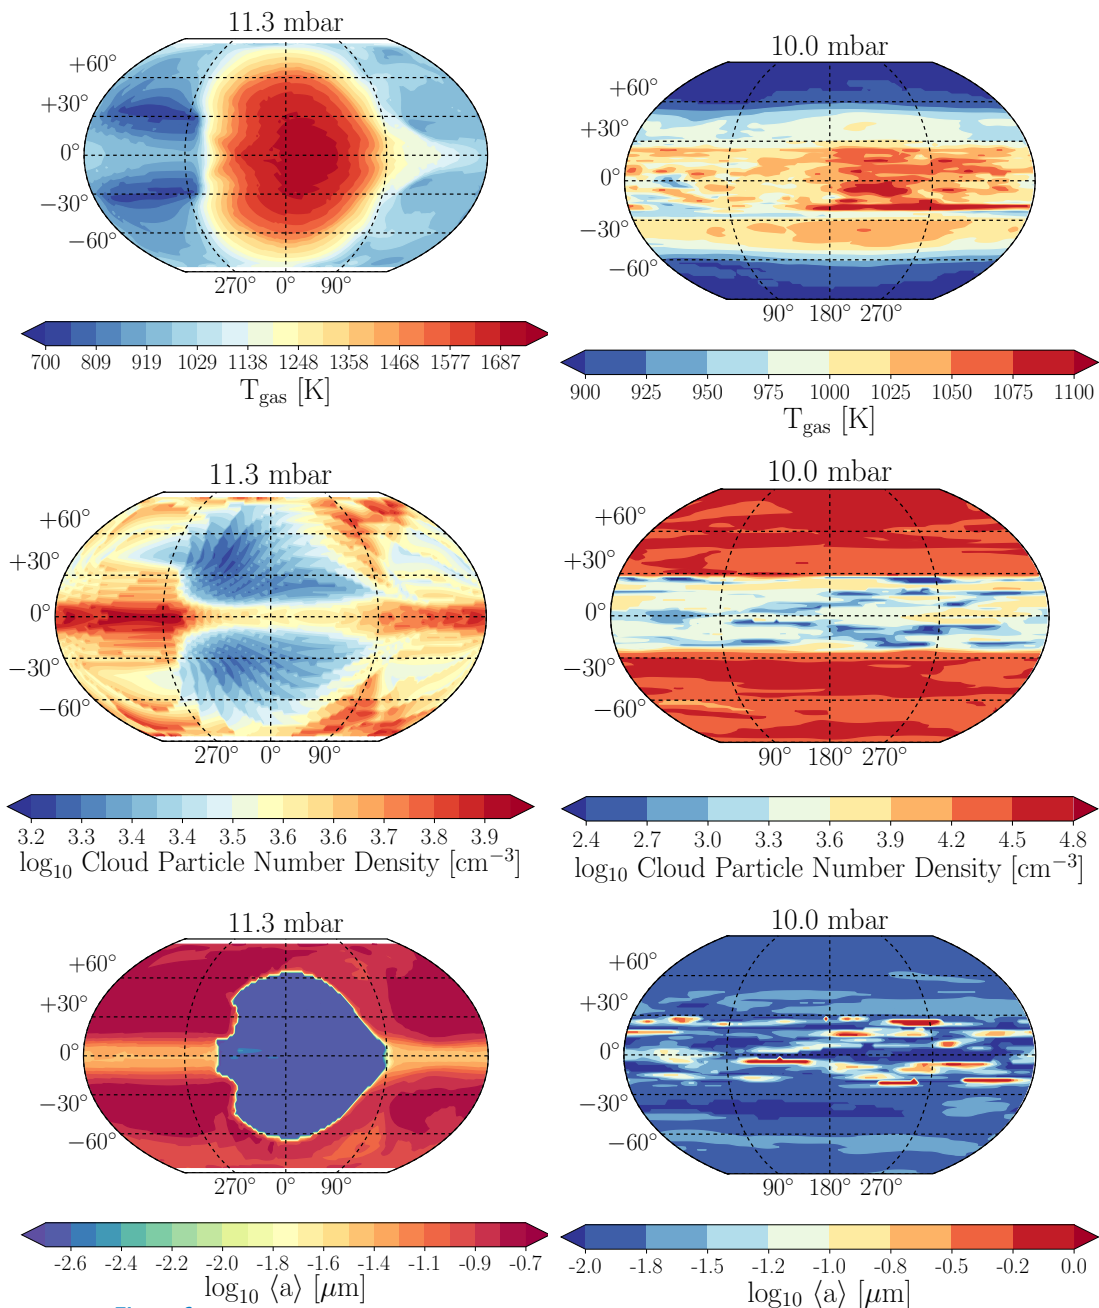 11.3 mbar
+60°
+30°
0°
−30°
−60°
270° 0° 90°
700 809 919 1029 1138 1248 1358 1468 1577 1687
T_gas [K]
10.0 mbar
+60°
+30°
0°
−30°
−60°
90° 180° 270°
900 925 950 975 1000 1025 1050 1075 1100
T_gas [K]
11.3 mbar
+60°
+30°
0°
−30°
−60°
270° 0° 90°
3.2 3.3 3.4 3.4 3.5 3.6 3.7 3.8 3.9
log₁₀ Cloud Particle Number Density [cm⁻³]
10.0 mbar
+60°
+30°
0°
−30°
−60°
90° 180° 270°
2.4 2.7 3.0 3.3 3.6 3.9 4.2 4.5 4.8
log₁₀ Cloud Particle Number Density [cm⁻³]
11.3 mbar
+60°
+30°
0°
−30°
−60°
270° 0° 90°
-2.6 -2.4 -2.2 -2.0 -1.8 -1.6 -1.4 -1.1 -0.9 -0.7
log₁₀ ⟨a⟩ [μm]
10.0 mbar
+60°
+30°
0°
−30°
−60°
90° 180° 270°
-2.0 -1.8 -1.5 -1.2 -1.0 -0.8 -0.5 -0.2 0.0
log₁₀ ⟨a⟩ [μm]